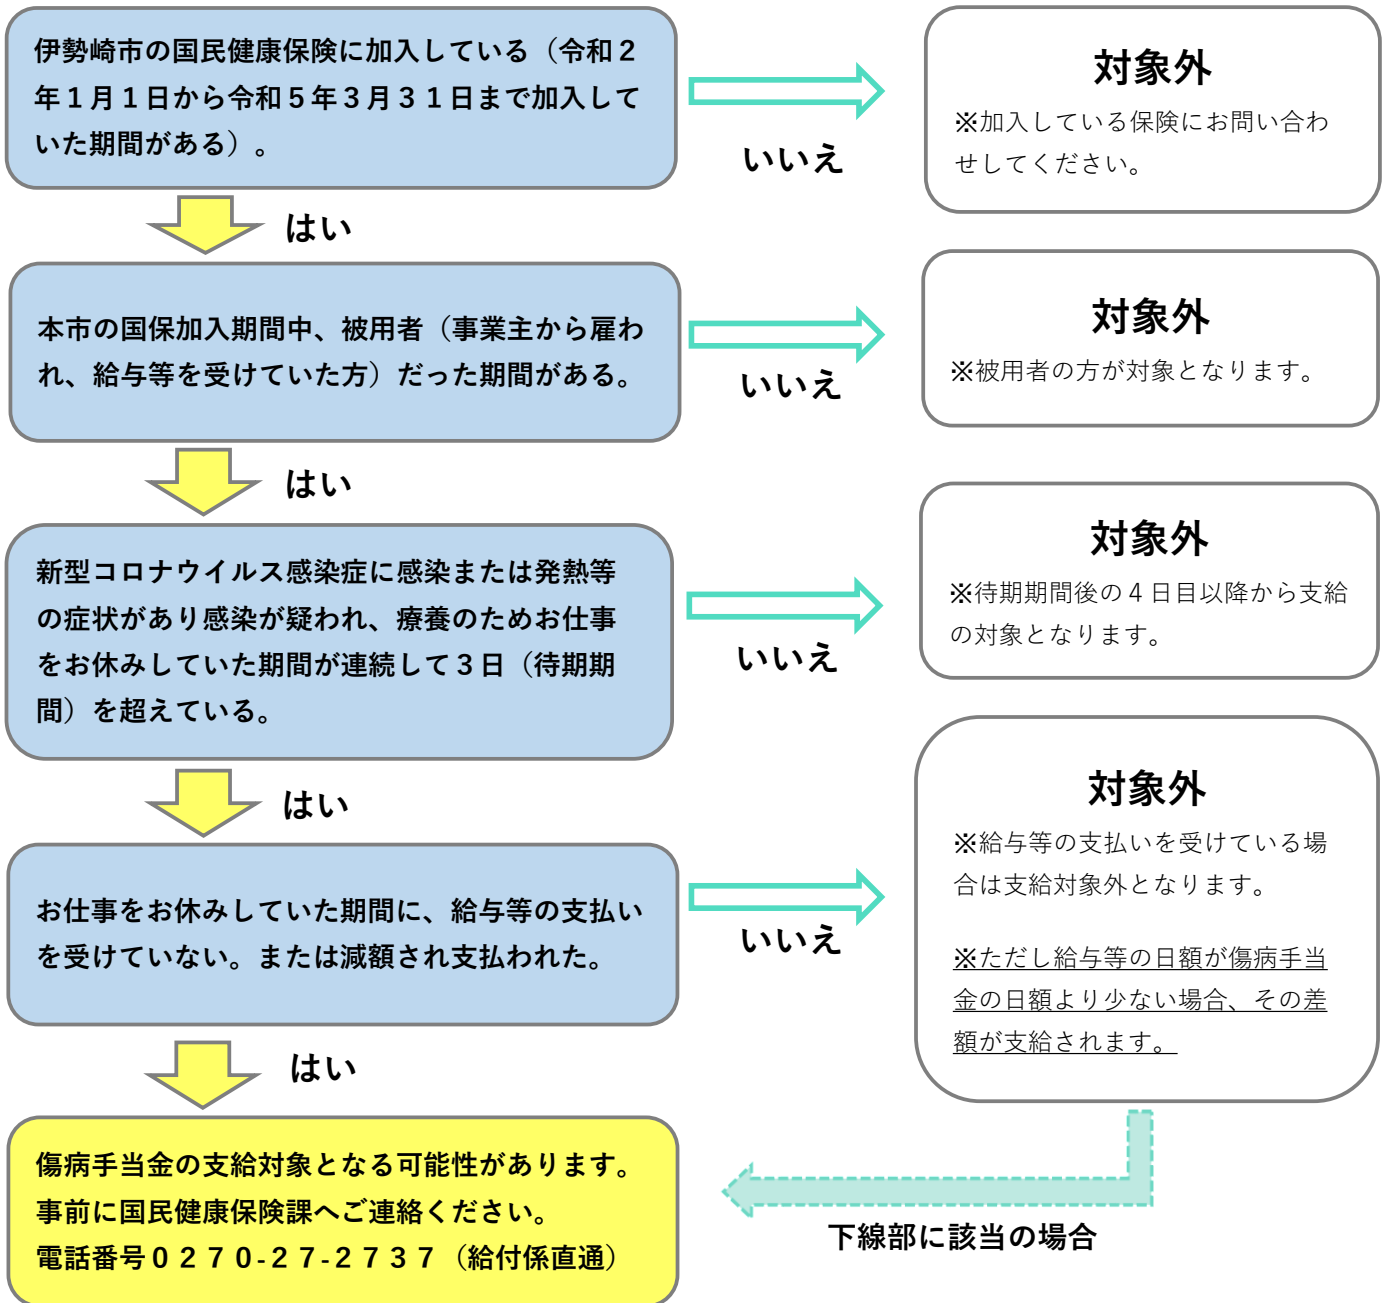 伊勢崎市の国民健康保険に加入している（令和２
年１月１日から令和５年３月３１日まで加入して
いた期間がある）。
いいえ
対象外
※加入している保険にお問い合わ
せしてください。
はい
本市の国保加入期間中、被用者（事業主から雇わ
れ、給与等を受けていた方）だった期間がある。
いいえ
対象外
※被用者の方が対象となります。
はい
新型コロナウイルス感染症に感染または発熱等
の症状があり感染が疑われ、療養のためお仕事
をお休みしていた期間が連続して３日（待期期
間）を超えている。
いいえ
対象外
※待期期間後の４日目以降から支給
の対象となります。
はい
お仕事をお休みしていた期間に、給与等の支払い
を受けていない。または減額され支払われた。
いいえ
対象外
※給与等の支払いを受けている場
合は支給対象外となります。
※ただし給与等の日額が傷病手当
金の日額より少ない場合、その差
額が支給されます。
はい
下線部に該当の場合
傷病手当金の支給対象となる可能性があります。
事前に国民健康保険課へご連絡ください。
電話番号０２７０-２７-２７３７（給付係直通）